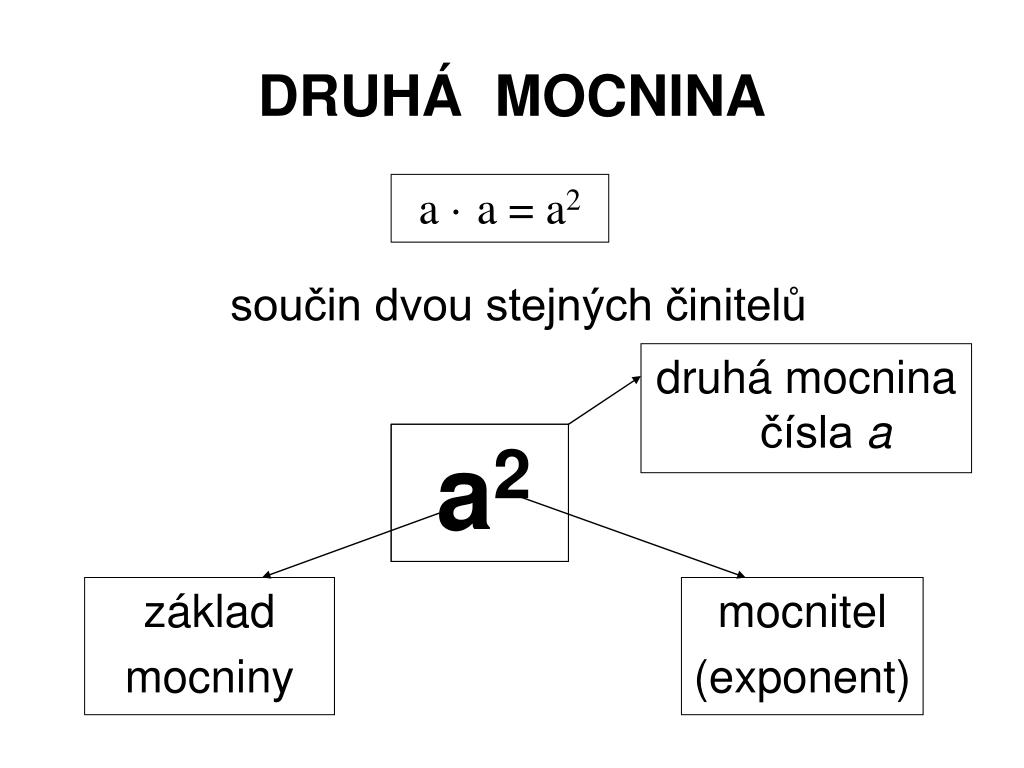 DRUHÁ MOCNINA
a · a = a²
součin dvou stejných činitelů
druhá mocnina
čísla a
a²
základ
mocniny
mocnitel
(exponent)